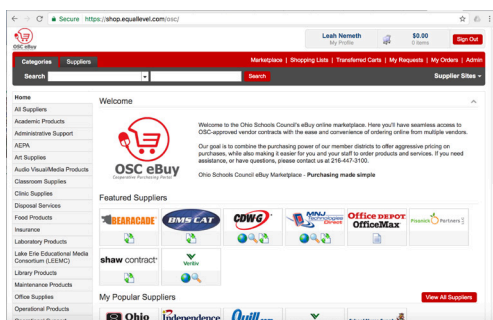 Secure https://shop.equallevel.com/osc/
OSC eBuy
Leah Nemeth
My Profile
$0.00
0 items
Sign Out
Categories Suppliers
Marketplace | Shopping Lists | Transferred Carts | My Requests | My Orders | Admin
Search
Search
Supplier Sites
Home
All Suppliers
Academic Products
Administrative Support
AEPA
Art Supplies
Audio Visual/Media Products
Classroom Supplies
Clinic Supplies
Disposal Services
Food Products
Insurance
Laboratory Products
Lake Erie Educational Media
Consortium (LEEMC)
Library Products
Maintenance Products
Office Supplies
Operational Products
Welcome
OSC eBuy
Cooperative Purchasing Portal
Welcome to the Ohio Schools Council's eBuy online marketplace. Here you'll have seamless access to
OSC-approved vendor contracts with the ease and convenience of ordering online from multiple vendors.
Our goal is to combine the purchasing power of our member districts to offer aggressive pricing on
purchases, while also making it easier for you and your staff to order products and services. If you need
assistance, or have questions, please contact us at 216-447-3100.
Ohio Schools Council eBuy Marketplace - Purchasing made simple
Featured Suppliers
BEARACADE
BMS CAT
CDW G
MNJ
Technologies
Direct
Office DEPOT
OfficeMax
Pisanick Partners
shaw contract
Veritiv
My Popular Suppliers
View All Suppliers
Ohio
Independence
Quill.com